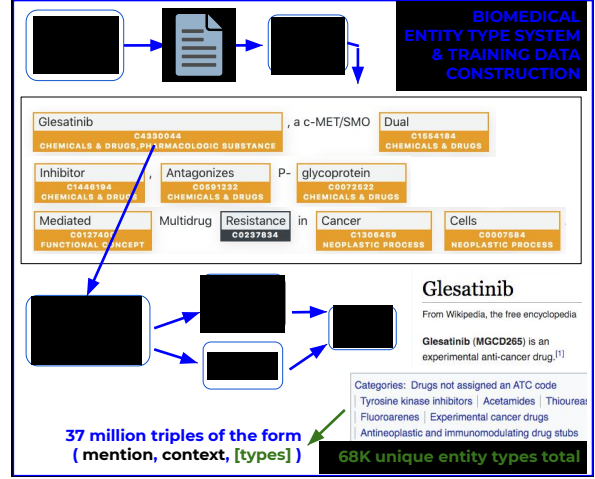 BIOMEDICAL
ENTITY TYPE SYSTEM
& TRAINING DATA
CONSTRUCTION
Glesatinib , a c-MET/SMO Dual
C4330044 C1554184
CHEMICALS & DRUGS,PHARMACOLOGIC SUBSTANCE CHEMICALS & DRUGS
Inhibitor , Antagonizes P- glycoprotein
C1446194 C0591232 C0072522
CHEMICALS & DRUGS CHEMICALS & DRUGS CHEMICALS & DRUGS
Mediated Multidrug Resistance in Cancer Cells .
C0127400 C0237834 C1306459 C0007584
FUNCTIONAL CONCEPT NEOPLASTIC PROCESS NEOPLASTIC PROCESS
Glesatinib
From Wikipedia, the free encyclopedia
Glesatinib (MGCD265) is an
experimental anti-cancer drug.[1]
Categories: Drugs not assigned an ATC code
Tyrosine kinase inhibitors | Acetamides | Thioureas
Fluoroarenes | Experimental cancer drugs
Antineoplastic and immunomodulating drug stubs
37 million triples of the form
( mention, context, [types] )
68K unique entity types total